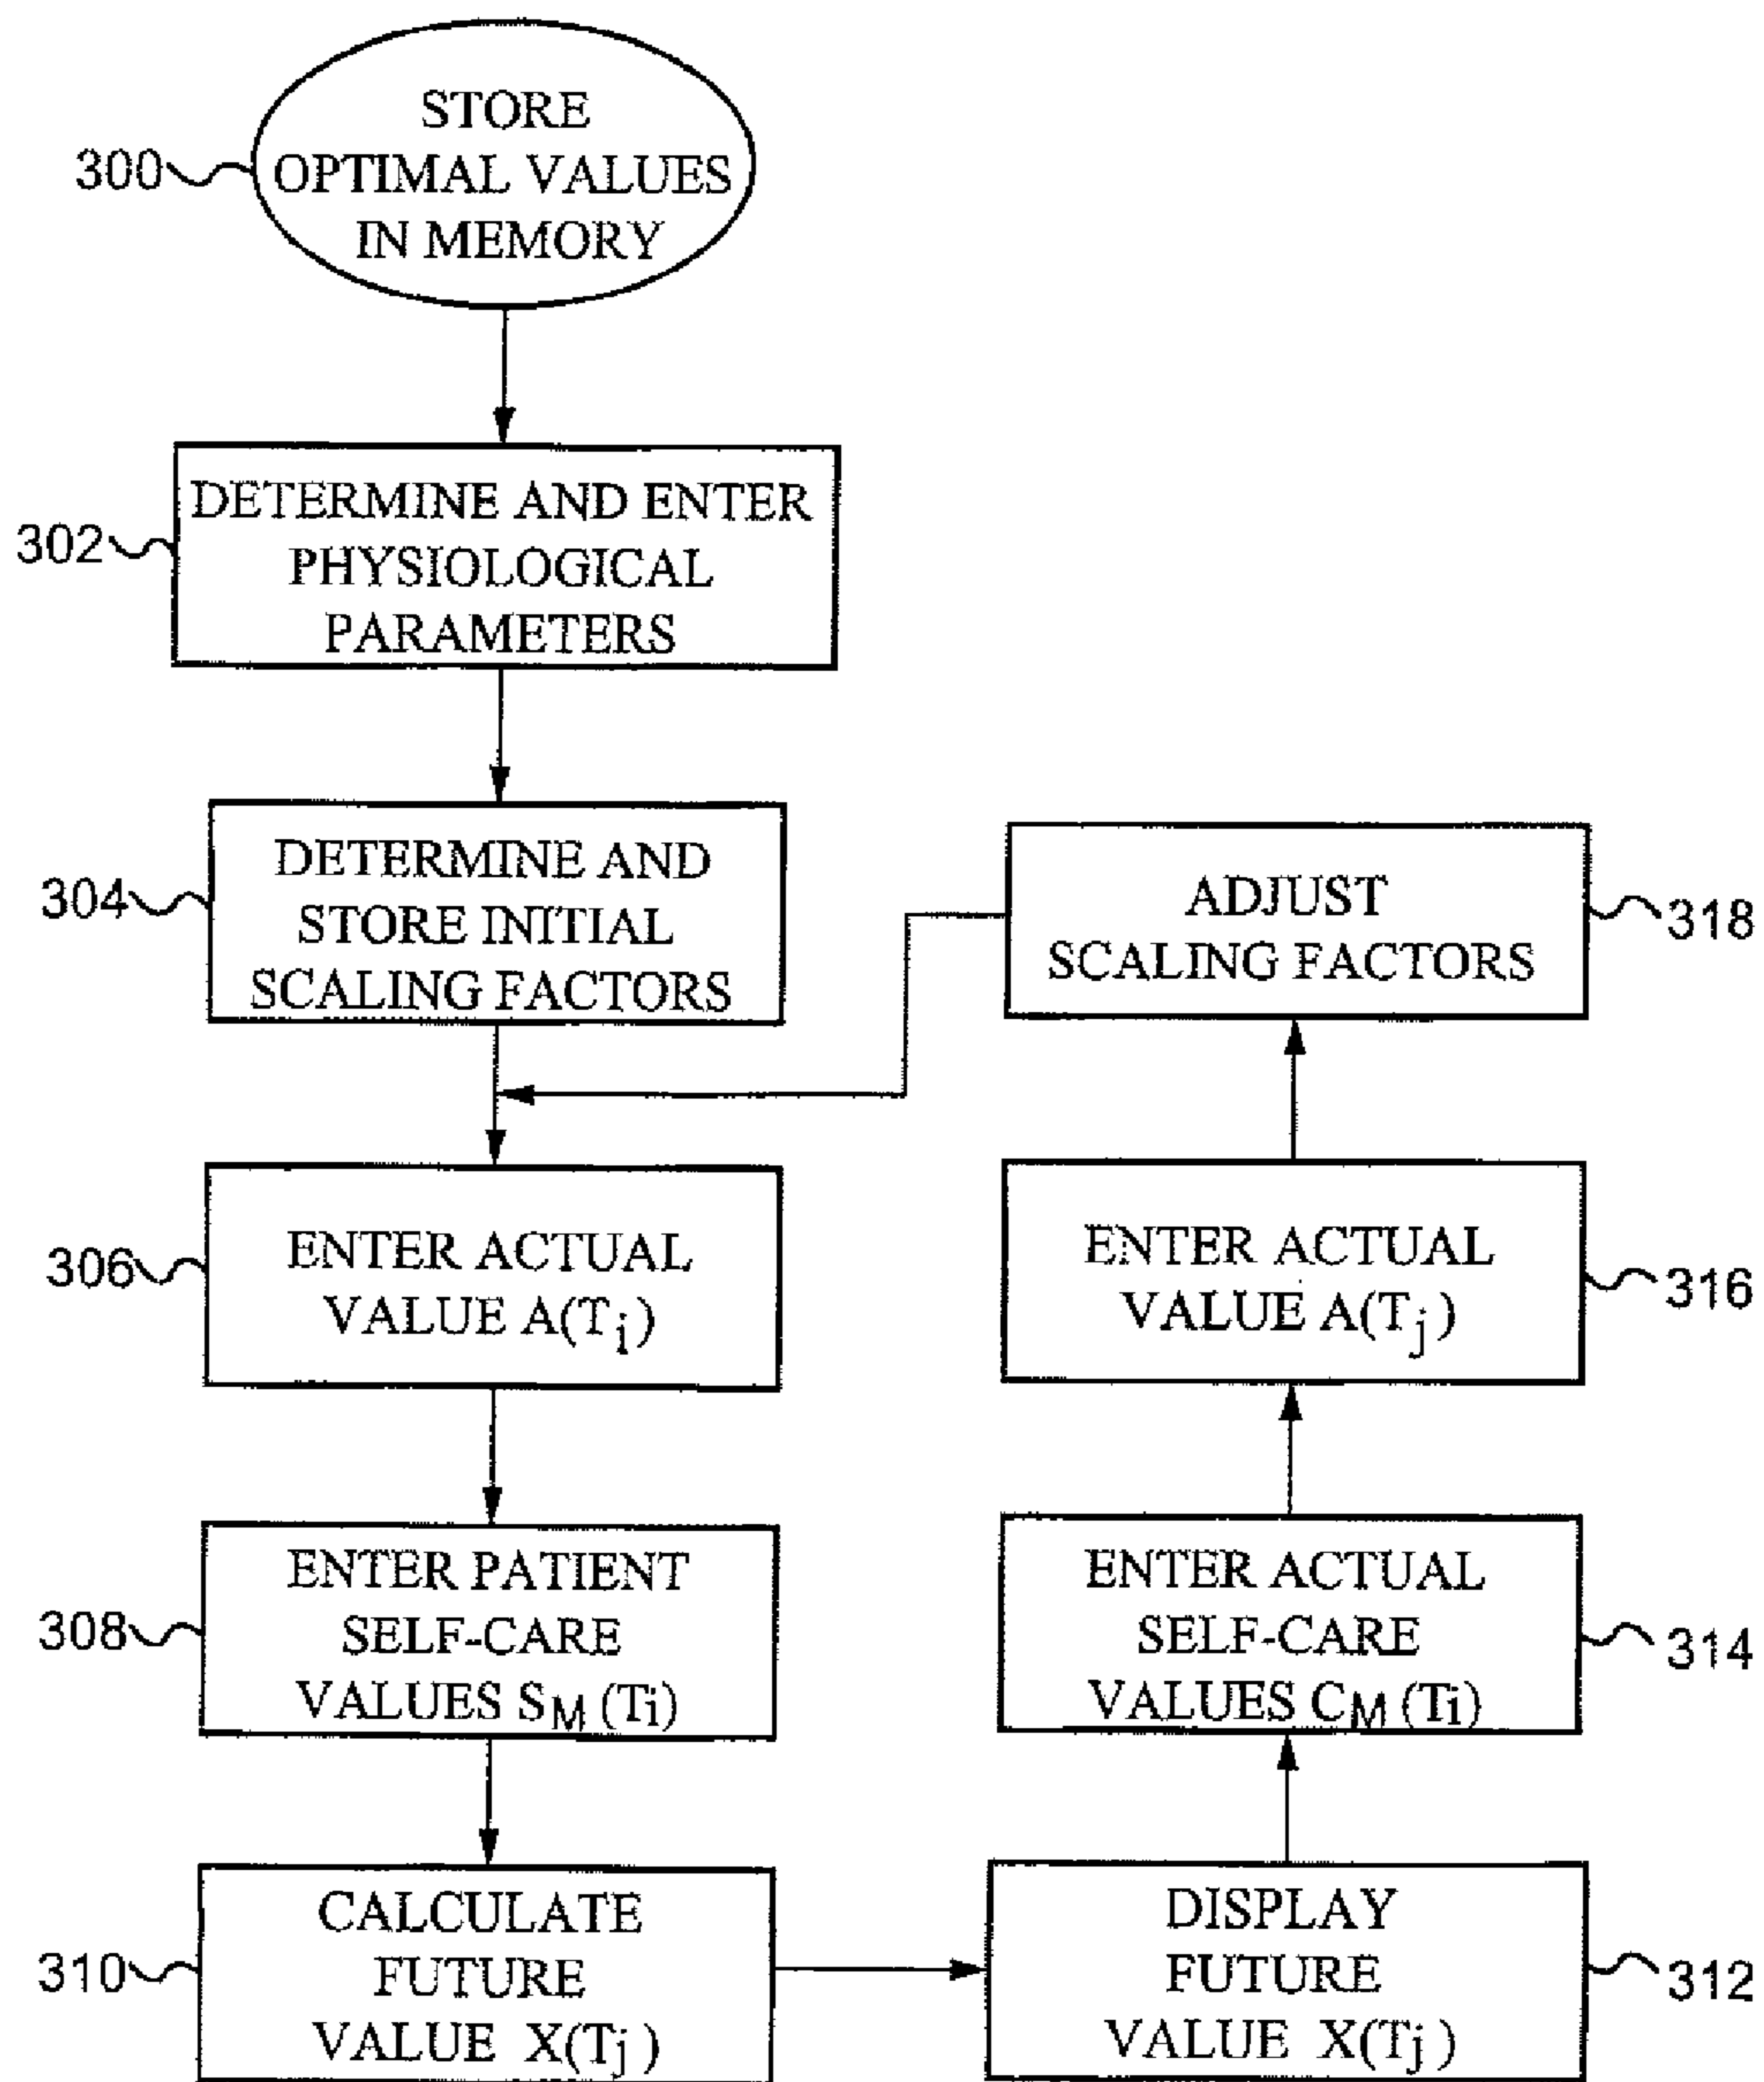 STORE
OPTIMAL VALUES
IN MEMORY
300
DETERMINE AND ENTER
PHYSIOLOGICAL
PARAMETERS
302
DETERMINE AND
STORE INITIAL
SCALING FACTORS
304
ENTER ACTUAL
VALUE A(Ti)
306
ENTER PATIENT
SELF-CARE
VALUES SM (Ti)
308
CALCULATE
FUTURE
VALUE X(Tj)
310
DISPLAY
FUTURE
VALUE X(Tj)
312
ENTER ACTUAL
SELF-CARE
VALUES CM (Ti)
314
ENTER ACTUAL
VALUE A(Tj)
316
ADJUST
SCALING FACTORS
318